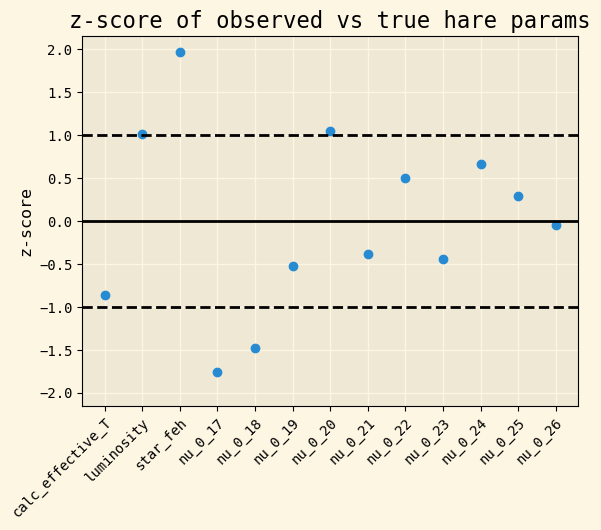 z-score of observed vs true hare params
z-score
2.0
1.5
1.0
0.5
0.0
−0.5
−1.0
−1.5
−2.0
calc_effective_T
luminosity
star_feh
nu_0_17
nu_0_18
nu_0_19
nu_0_20
nu_0_21
nu_0_22
nu_0_23
nu_0_24
nu_0_25
nu_0_26